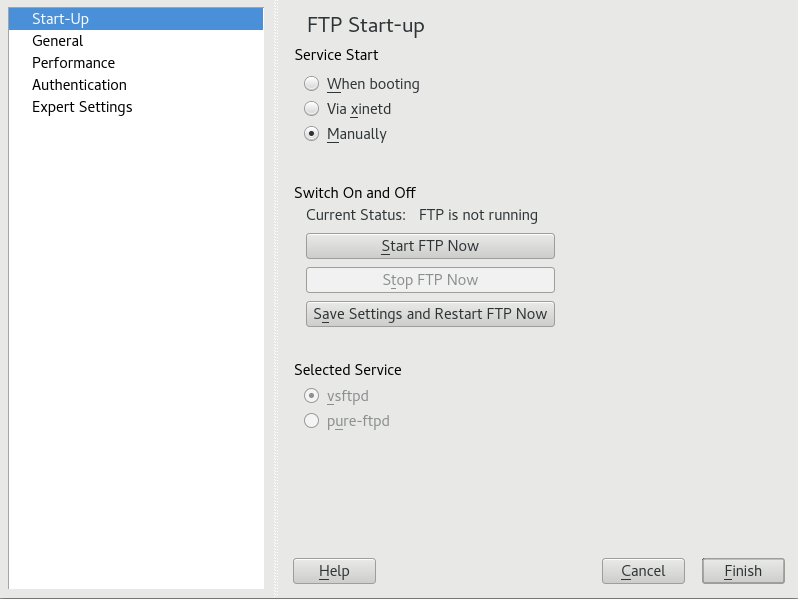 Start-Up
General
Performance
Authentication
Expert Settings
FTP Start-up
Service Start
When booting
Via xinetd
Manually
Switch On and Off
Current Status: FTP is not running
Start FTP Now
Stop FTP Now
Save Settings and Restart FTP Now
Selected Service
vsftpd
pure-ftpd
Help Cancel Finish